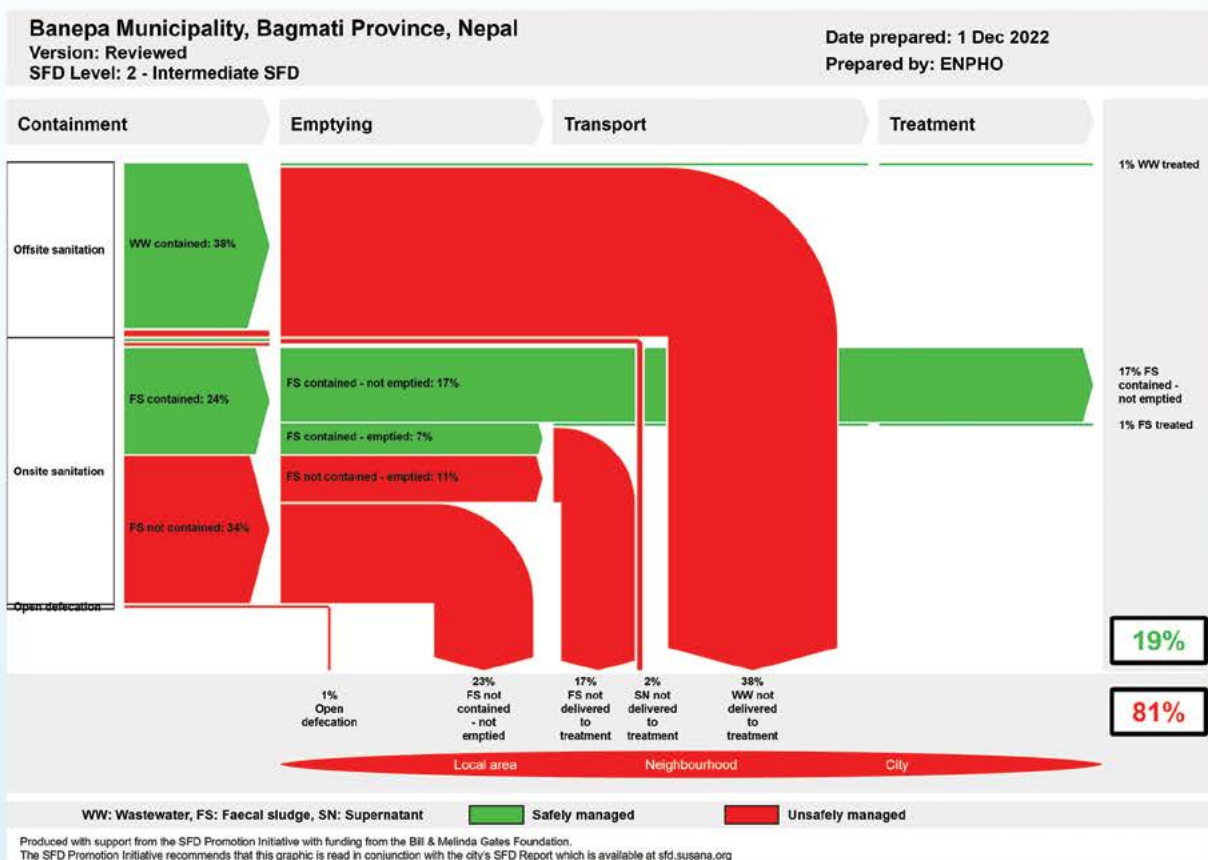 Banepa Municipality, Bagmati Province, Nepal
Version: Reviewed
SFD Level: 2 - Intermediate SFD
Date prepared: 1 Dec 2022
Prepared by: ENPHO
Containment
Emptying
Transport
Treatment
1% WW treated
Offsite sanitation
WW contained: 38%
FS contained - not emptied: 17%
17% FS
contained -
not emptied
FS contained: 24%
1% FS treated
FS contained - emptied: 7%
Onsite sanitation
FS not contained - emptied: 11%
FS not contained: 34%
Open defecation
19%
1%
Open
defecation
23%
FS not
contained
- not
emptied
17%
FS not
delivered
to
treatment
2%
SN not
delivered
to
treatment
38%
WW not
delivered
to
treatment
81%
Local area
Neighbourhood
City
WW: Wastewater, FS: Faecal sludge, SN: Supernatant
Safely managed
Unsafely managed
Produced with support from the SFD Promotion Initiative with funding from the Bill & Melinda Gates Foundation.
The SFD Promotion Initiative recommends that this graphic is read in conjunction with the city's SFD Report which is available at sfd.susana.org